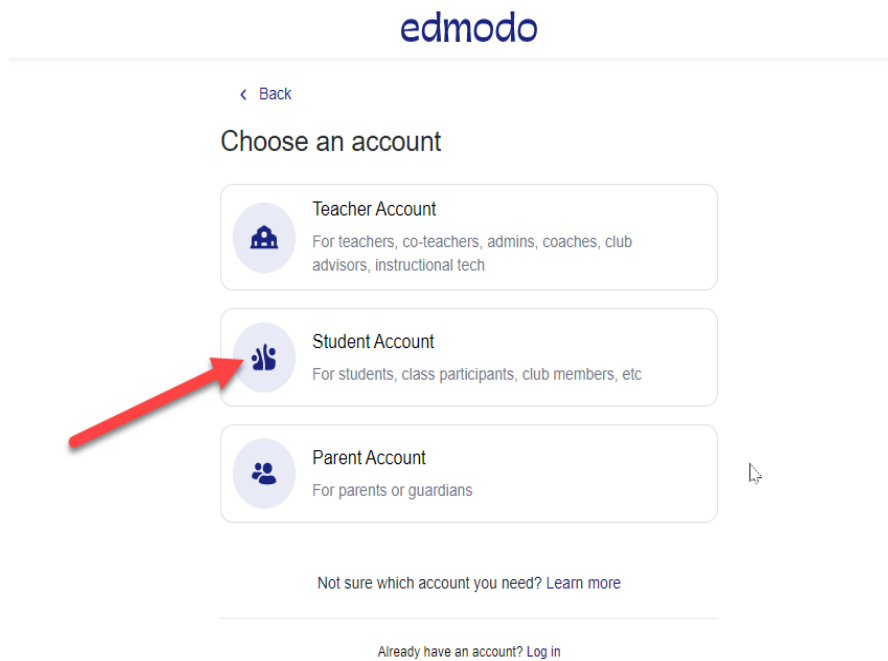 edmodo
Back
Choose an account
Teacher Account
For teachers, co-teachers, admins, coaches, club
advisors, instructional tech
Student Account
For students, class participants, club members, etc
Parent Account
For parents or guardians
Not sure which account you need? Learn more
Already have an account? Log in